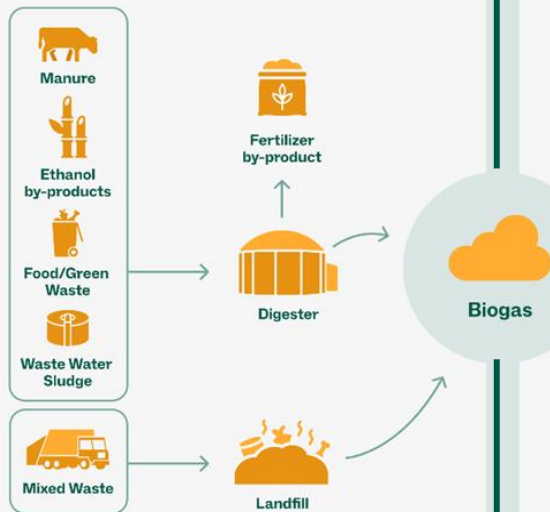 Manure
Ethanol
by-products
Food/Green
Waste
Waste Water
Sludge
Mixed Waste
Fertilizer
by-product
Digester
Landfill
Biogas